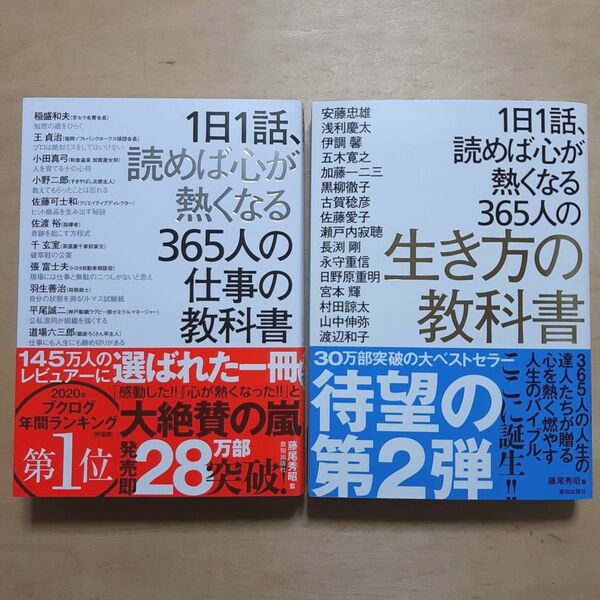 1日1話、
読めば心が
熱くなる
365人の
仕事の
教科書
稲盛和夫(京セラ名誉会長)
知恵の蔵をひらく
王 貞治(福岡ソフトバンクホークス球団会長)
プロは絶対ミスをしてはいけない
小田真弓(和倉温泉 加賀屋女将)
人を育てる十の心得
小野二郎(すきやばし次郎主人)
教えてもらったことは忘れる
佐藤可士和(クリエイティブディレクター)
ヒット商品を生み出す秘訣
佐渡 裕(指揮者)
奇跡を起こす方程式
千 玄室(茶道裏千家前家元)
破草鞋の公案
張 富士夫(トヨタ自動車相談役)
現場には仕事と無駄の二つしかないと思え
羽生善治(将棋棋士)
自分の状態を測るリトマス試験紙
平尾誠二(神戸製鋼ラグビー部ゼネラルマネージャー)
公私混同が組織を強くする
道場六三郎(銀座ろくさん亭主人)
仕事にも人生にも締め切りがある
145万人の
レビュアーに
選ばれた一冊
2020年
ブクログ
年間ランキング
第1位
「感動した!!」「心が熱くなった!!」と
大絶賛の嵐
発売即
28万部
突破!
藤尾秀昭 監
致知出版社
1日1話、
読めば心が
熱くなる
365人の
生き方の
教科書
安藤忠雄
浅利慶太
伊調 馨
五木寛之
加藤一二三
黒柳徹子
古賀稔彦
佐藤愛子
瀬戸内寂聴
長渕 剛
永守重信
日野原重明
宮本 輝
村田諒太
山中伸弥
渡辺和子
30万部突破の大ベストセラー
待望の
第2弾
365人の人生の
達人たちが贈る
心を熱く燃やす
人生のバイブル、
ここに誕生!!
藤尾秀昭 監
致知出版社